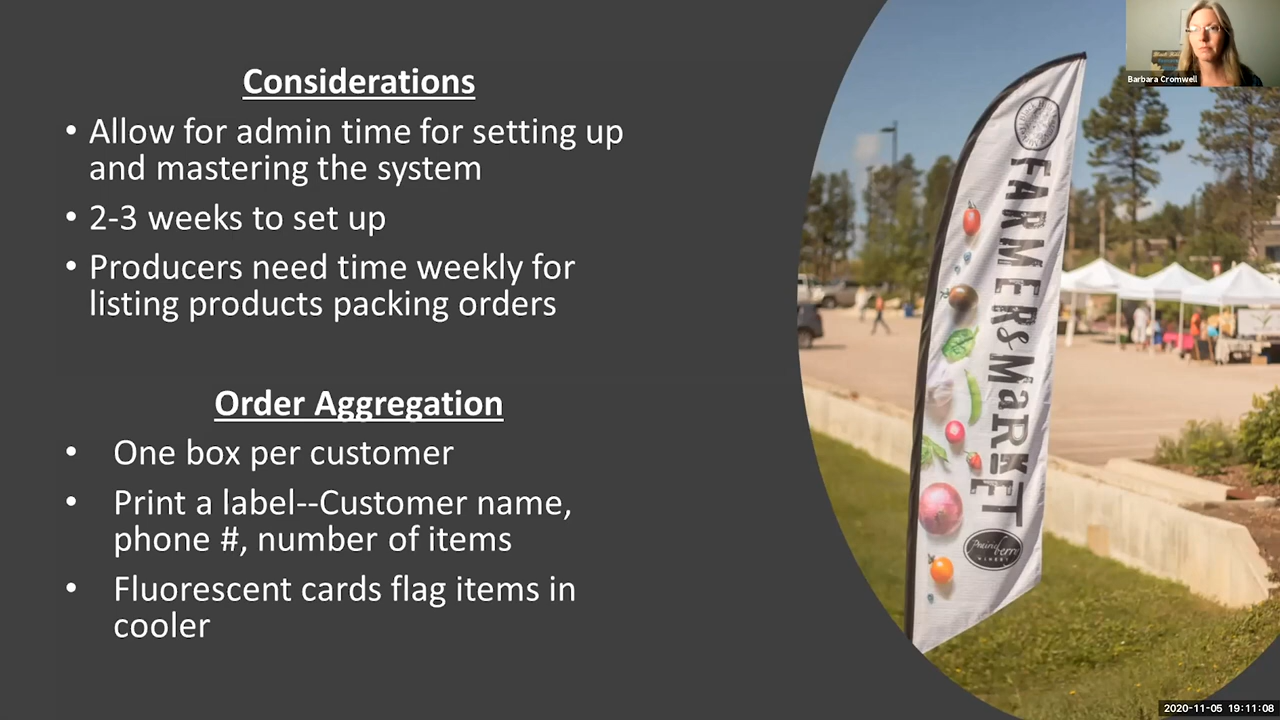 Considerations
• Allow for admin time for setting up
and mastering the system
• 2-3 weeks to set up
• Producers need time weekly for
listing products packing orders
Order Aggregation
• One box per customer
• Print a label--Customer name,
phone #, number of items
• Fluorescent cards flag items in
cooler
FARMERS MaRKET
Prairie berry
WINERY
Barbara Cromwell
2020-11-05 19:11:08